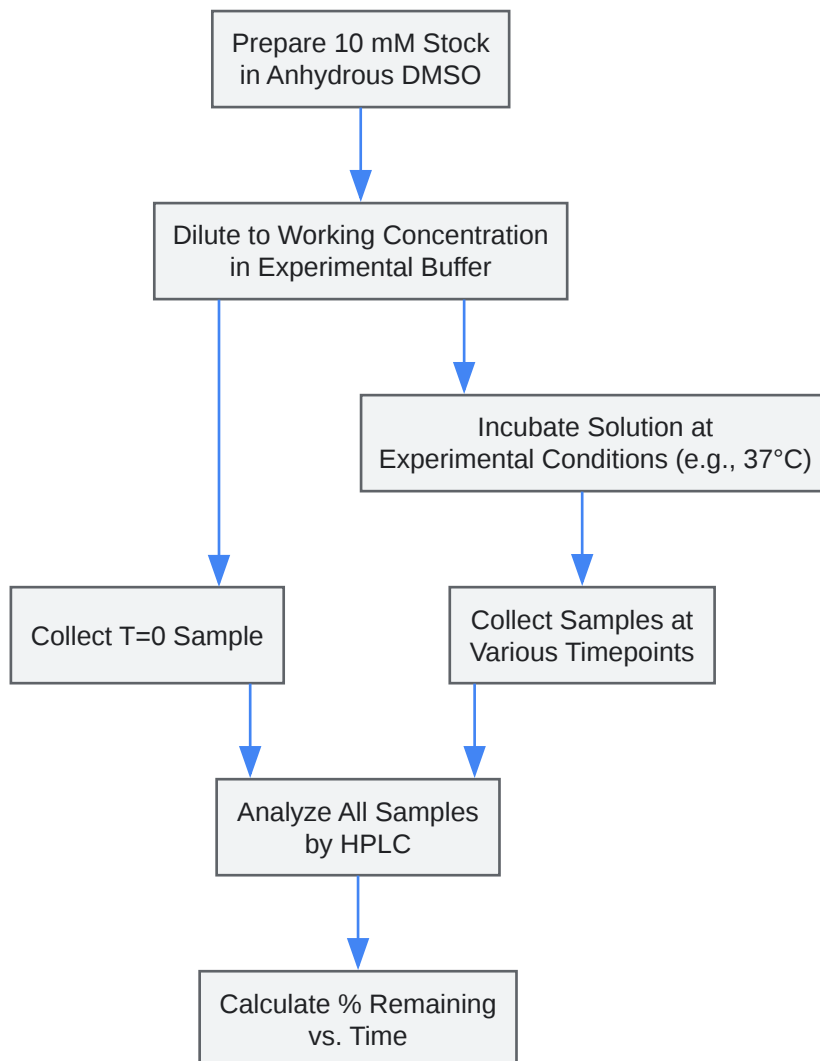 Prepare 10 mM Stock
in Anhydrous DMSO
Dilute to Working Concentration
in Experimental Buffer
Incubate Solution at
Experimental Conditions (e.g., 37°C)
Collect T=0 Sample
Collect Samples at
Various Timepoints
Analyze All Samples
by HPLC
Calculate % Remaining
vs. Time